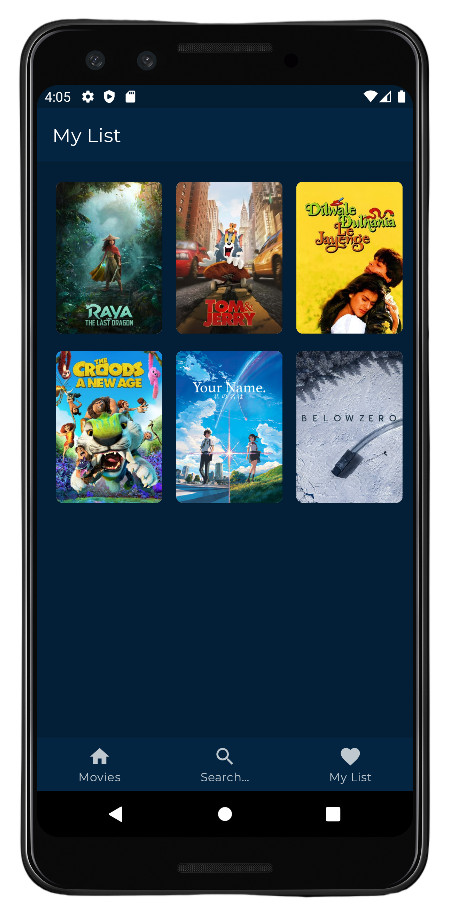 4:05
My List
RAYA
THE LAST DRAGON
TOM &
JERRY
Dilwale
Dulhania
Le
Jayenge
THE
CROODS
A NEW AGE
Your Name.
君の名は
BELOWZERO
Movies
Search...
My List